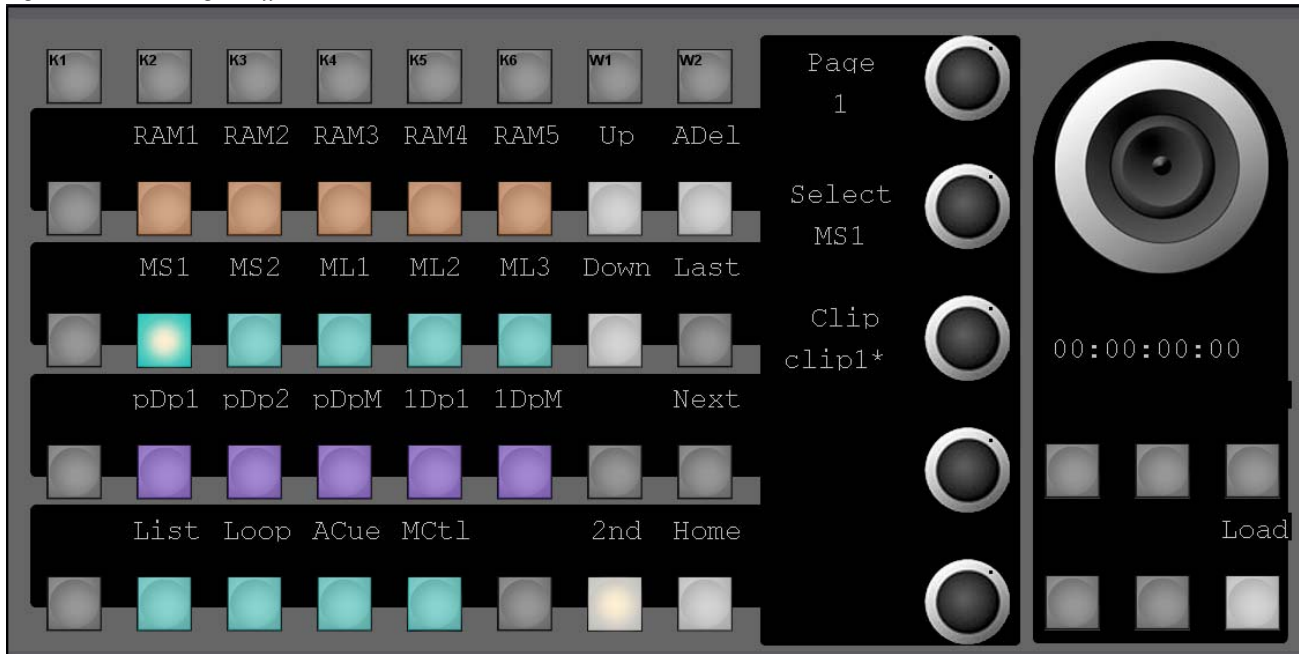 K1 K2 K3 K4 K5 K6 W1 W2
RAM1 RAM2 RAM3 RAM4 RAM5 Up ADel
MS1 MS2 ML1 ML2 ML3 Down Last
pDp1 pDp2 pDpM 1Dp1 1DpM Next
List Loop ACue MCtl 2nd Home
Page
1
Select
MS1
Clip
clip1*
00:00:00:00
Load